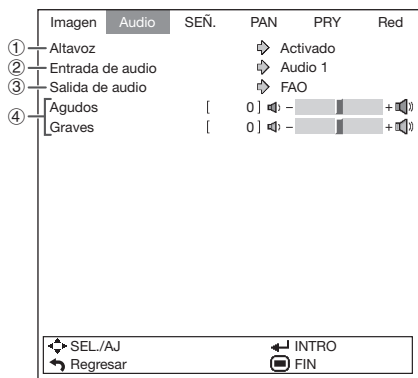 Imagen Audio SEÑ. PAN PRY Red
① Altavoz Activado
② Entrada de audio Audio 1
③ Salida de audio FAO
④ Agudos [ 0 ] - +
Graves [ 0 ] - +
SEL./AJ INTRO
Regresar FIN